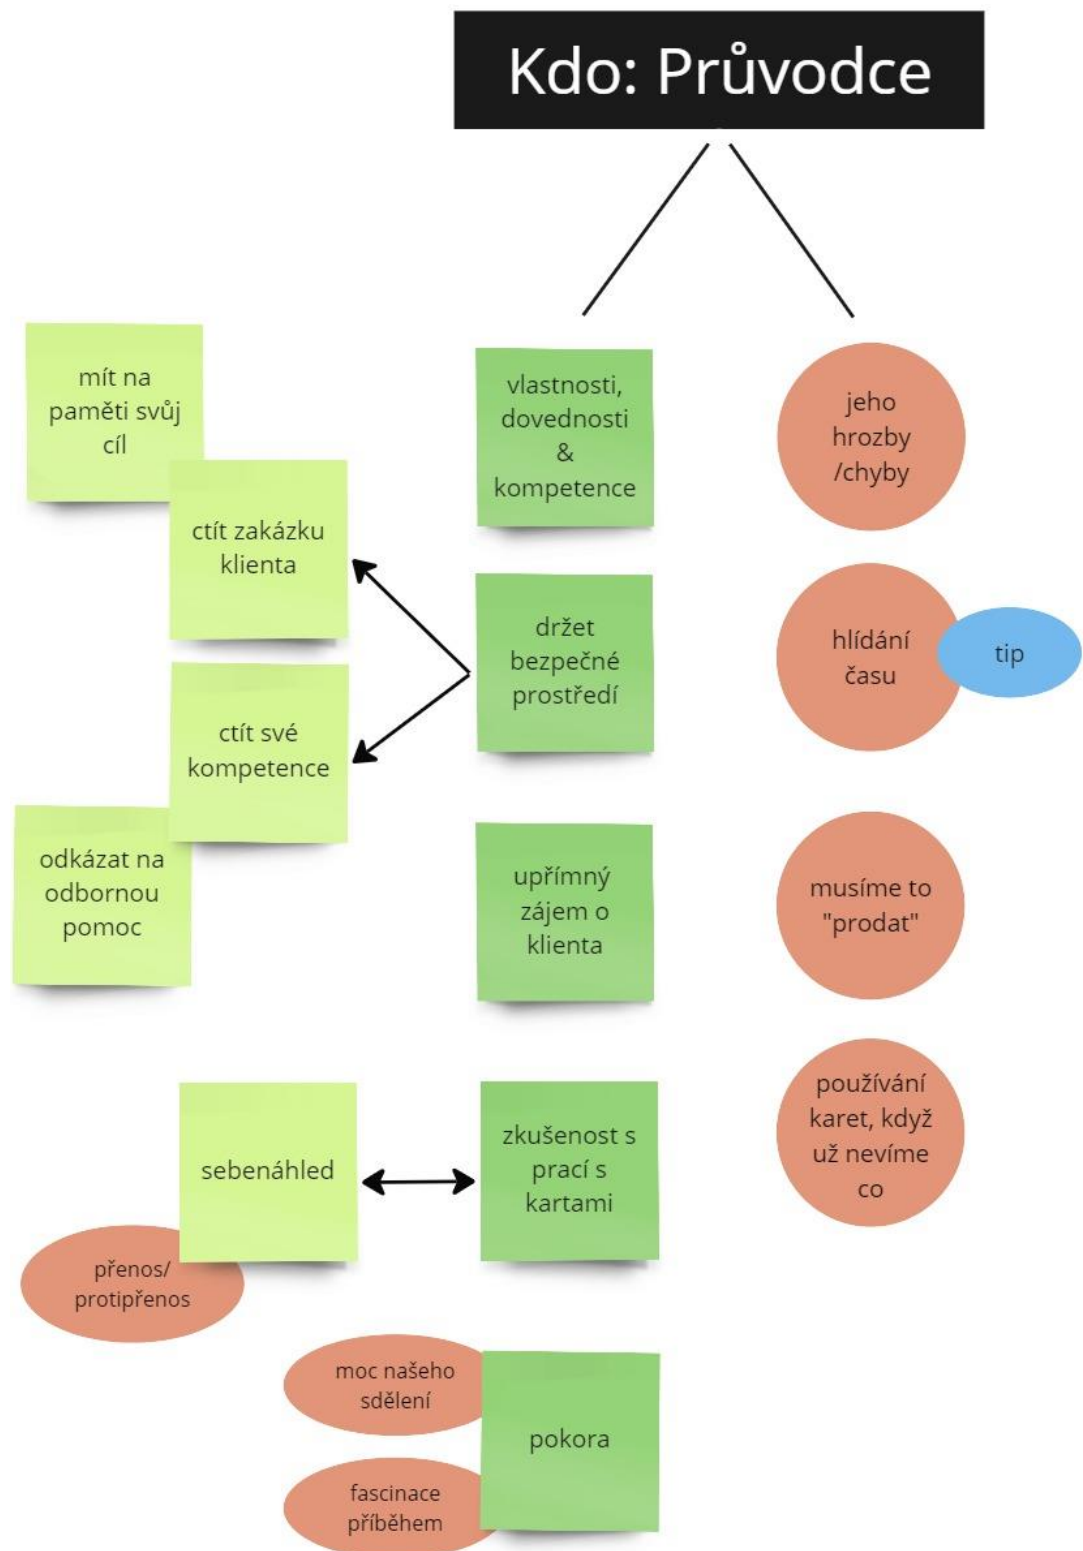 Kdo: Průvodce
mít na
paměti svůj
cíl
ctít zakázku
klienta
ctít své
kompetence
odkázat na
odbornou
pomoc
vlastnosti,
dovednosti
&
kompetence
držet
bezpečné
prostředí
upřímný
zájem o
klienta
sebenáhled
přenos/
protipřenos
zkušenost s
prací s
kartami
moc našeho
sdělení
fascinace
příběhem
pokora
jeho
hrozby
/chyby
hlídání
času
tip
musíme to
"prodat"
používání
karet, když
už nevíme
co